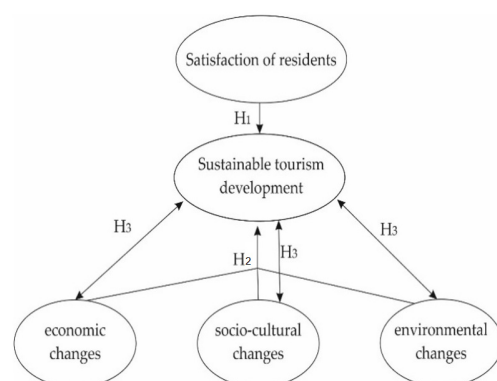 Satisfaction of residents
H1
Sustainable tourism
development
H3
H2
H3
H3
economic
changes
socio-cultural
changes
environmental
changes